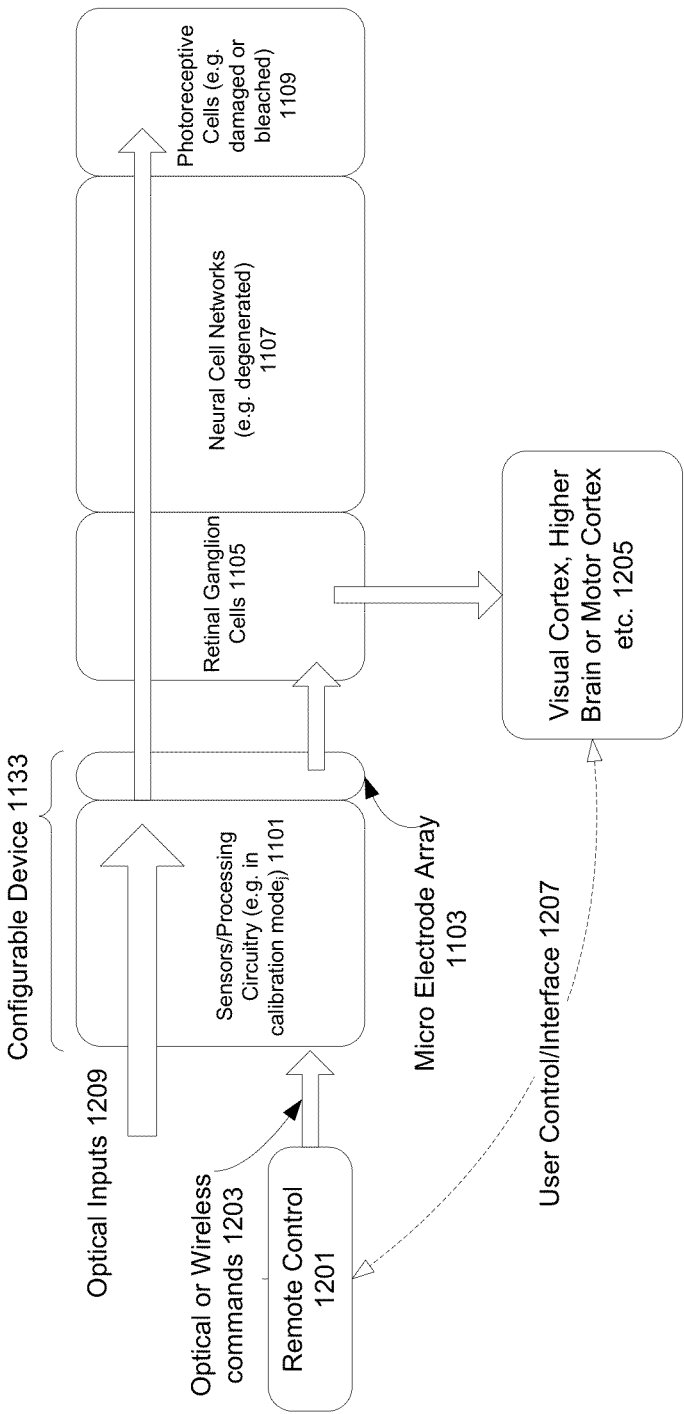 Configurable Device 1133
Optical Inputs 1209
Sensors/Processing
Circuitry (e.g. in
calibration modej) 1101
Retinal Ganglion
Cells 1105
Neural Cell Networks
(e.g. degenerated)
1107
Photoreceptive
Cells (e.g.
damaged or
bleached)
1109
Optical or Wireless
commands 1203
Remote Control
1201
Micro Electrode Array
1103
Visual Cortex, Higher
Brain or Motor Cortex
etc. 1205
User Control/Interface 1207